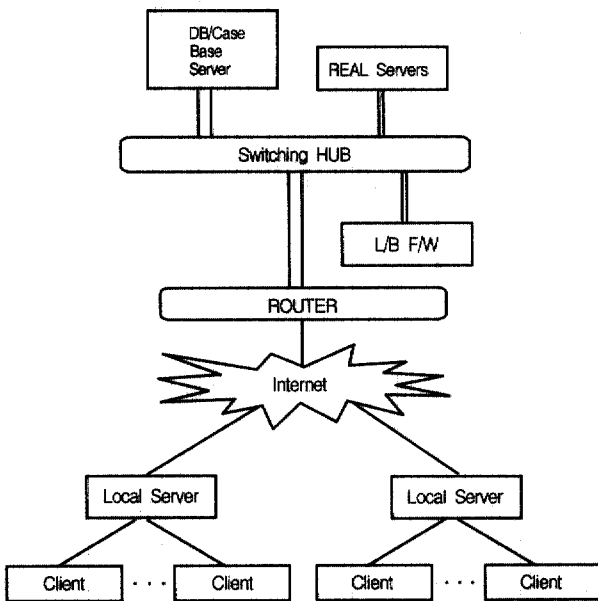 DB/Case
Base
Server
REAL Servers
Switching HUB
L/B F/W
ROUTER
Internet
Local Server
Local Server
Client
· · ·
Client
Client
· · ·
Client